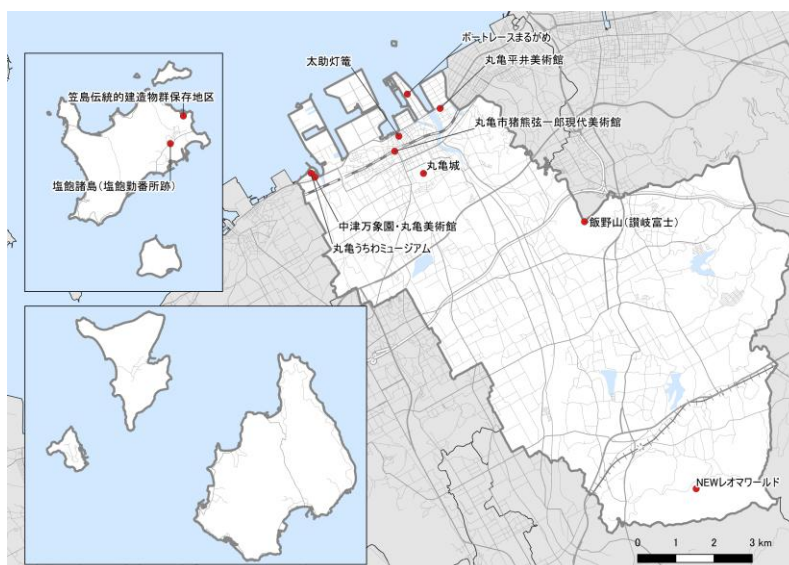 ボートレースまるがめ
太助灯篭
丸亀平井美術館
笠島伝統的建造物群保存地区
丸亀市猪熊弦一郎現代美術館
丸亀城
塩飽諸島(塩飽勤番所跡)
中津万象園・丸亀美術館
飯野山(讃岐富士)
丸亀うちわミュージアム
NEWレオマワールド
0 1 2 3 km